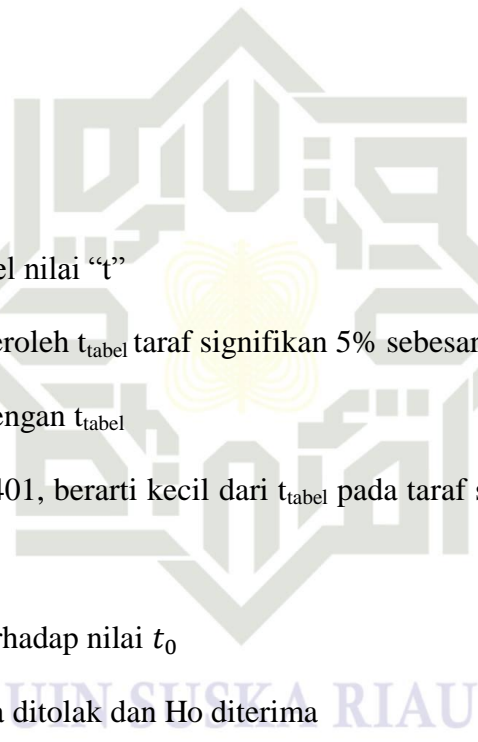 el nilai “t”
eroleh t_tabel taraf signifikan 5% sebesar
engan t_tabel
401, berarti kecil dari t_tabel pada taraf s
rhadap nilai t₀
a ditolak dan Ho diterima
UIN SUSKA RIAU